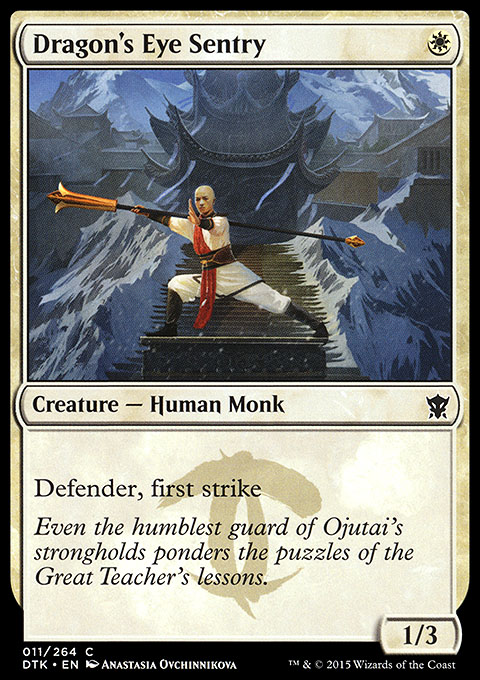 Dragon's Eye Sentry
Creature — Human Monk
Defender, first strike
Even the humblest guard of Ojutai's
strongholds ponders the puzzles of the
Great Teacher's lessons.
1/3
011/264 C
DTK • EN Anastasia Ovchinnikova
™ & © 2015 Wizards of the Coast